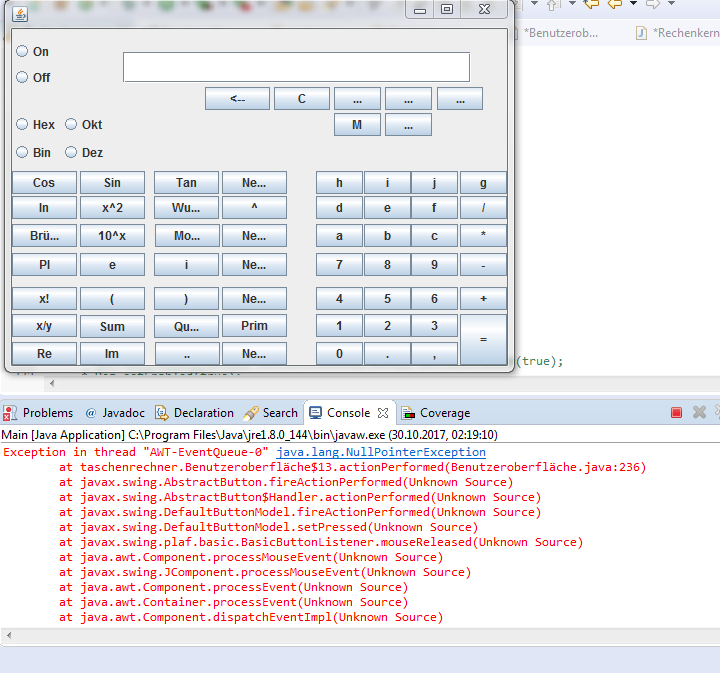 On
Off
<-- C ... ... ...
M ...
Hex Okt
Bin Dez
Cos Sin Tan Ne... h i j g
ln x^2 Wu... ^ d e f /
Brü... 10^x Mo... Ne... a b c *
PI e i Ne... 7 8 9 -
x! ( ) Ne... 4 5 6 +
x/y Sum Qu... Prim 1 2 3 =
Re Im .. Ne... 0 . ,
*Benutzerob... *Rechenkern
(true);
Problems @ Javadoc Declaration Search Console Coverage
Main [Java Application] C:\Program Files\Java\jre1.8.0_144\bin\javaw.exe (30.10.2017, 02:19:10)
Exception in thread "AWT-EventQueue-0" java.lang.NullPointerException
at taschenrechner.Benutzeroberfläche$13.actionPerformed(Benutzeroberfläche.java:236)
at javax.swing.AbstractButton.fireActionPerformed(Unknown Source)
at javax.swing.AbstractButton$Handler.actionPerformed(Unknown Source)
at javax.swing.DefaultButtonModel.fireActionPerformed(Unknown Source)
at javax.swing.DefaultButtonModel.setPressed(Unknown Source)
at javax.swing.plaf.basic.BasicButtonListener.mouseReleased(Unknown Source)
at java.awt.Component.processMouseEvent(Unknown Source)
at javax.swing.JComponent.processMouseEvent(Unknown Source)
at java.awt.Component.processEvent(Unknown Source)
at java.awt.Container.processEvent(Unknown Source)
at java.awt.Component.dispatchEventImpl(Unknown Source)